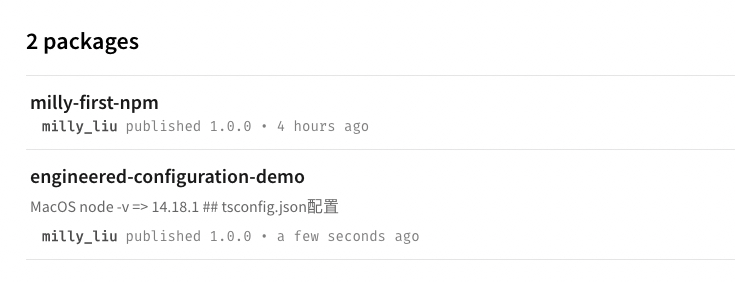 2 packages
milly-first-npm
milly_liu published 1.0.0 • 4 hours ago
engineered-configuration-demo
MacOS node -v => 14.18.1 ## tsconfig.json配置
milly_liu published 1.0.0 • a few seconds ago